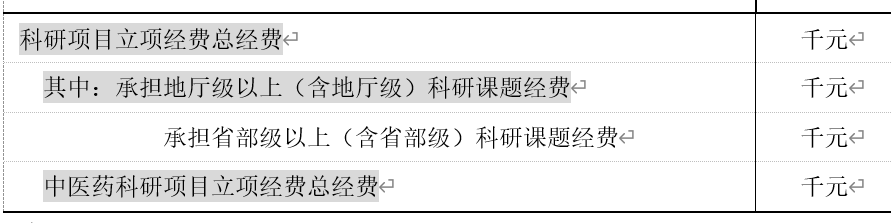 科研项目立项经费总经费↵ 千元↵
其中：承担地厅级以上（含地厅级）科研课题经费↵ 千元↵
承担省部级以上（含省部级）科研课题经费↵ 千元↵
中医药科研项目立项经费总经费↵ 千元↵